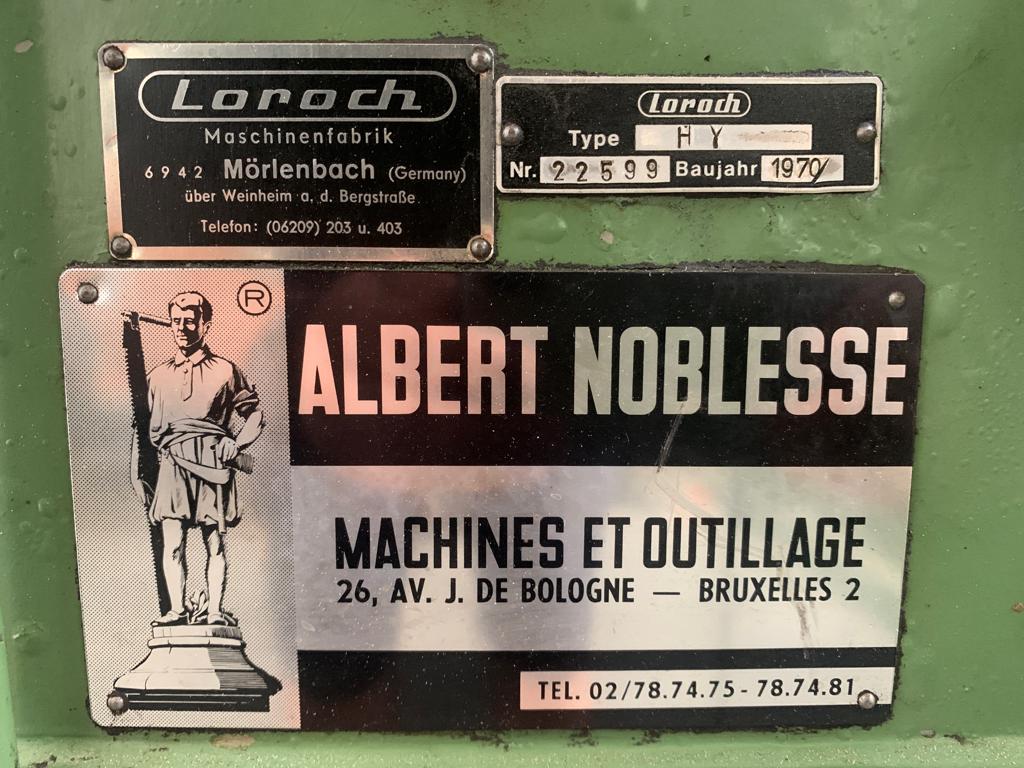 Loroch
Maschinenfabrik
6942 Mörlenbach (Germany)
über Weinheim a. d. Bergstraße
Telefon: (06209) 203 u. 403
Loroch
Type HY
Nr. 22599 Baujahr 1970/
®
ALBERT NOBLESSE
MACHINES ET OUTILLAGE
26, AV. J. DE BOLOGNE — BRUXELLES 2
TEL. 02/78.74.75 - 78.74.81